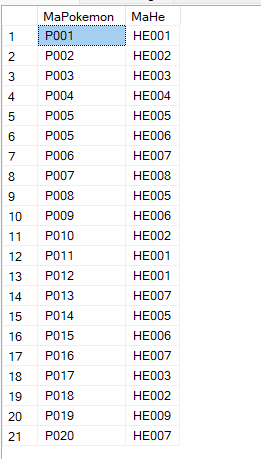 MaPokemon MaHe
1 P001 HE001
2 P002 HE002
3 P003 HE003
4 P004 HE004
5 P005 HE005
6 P005 HE006
7 P006 HE007
8 P007 HE008
9 P008 HE005
10 P009 HE006
11 P010 HE002
12 P011 HE001
13 P012 HE001
14 P013 HE007
15 P014 HE005
16 P015 HE006
17 P016 HE007
18 P017 HE003
19 P018 HE002
20 P019 HE009
21 P020 HE007